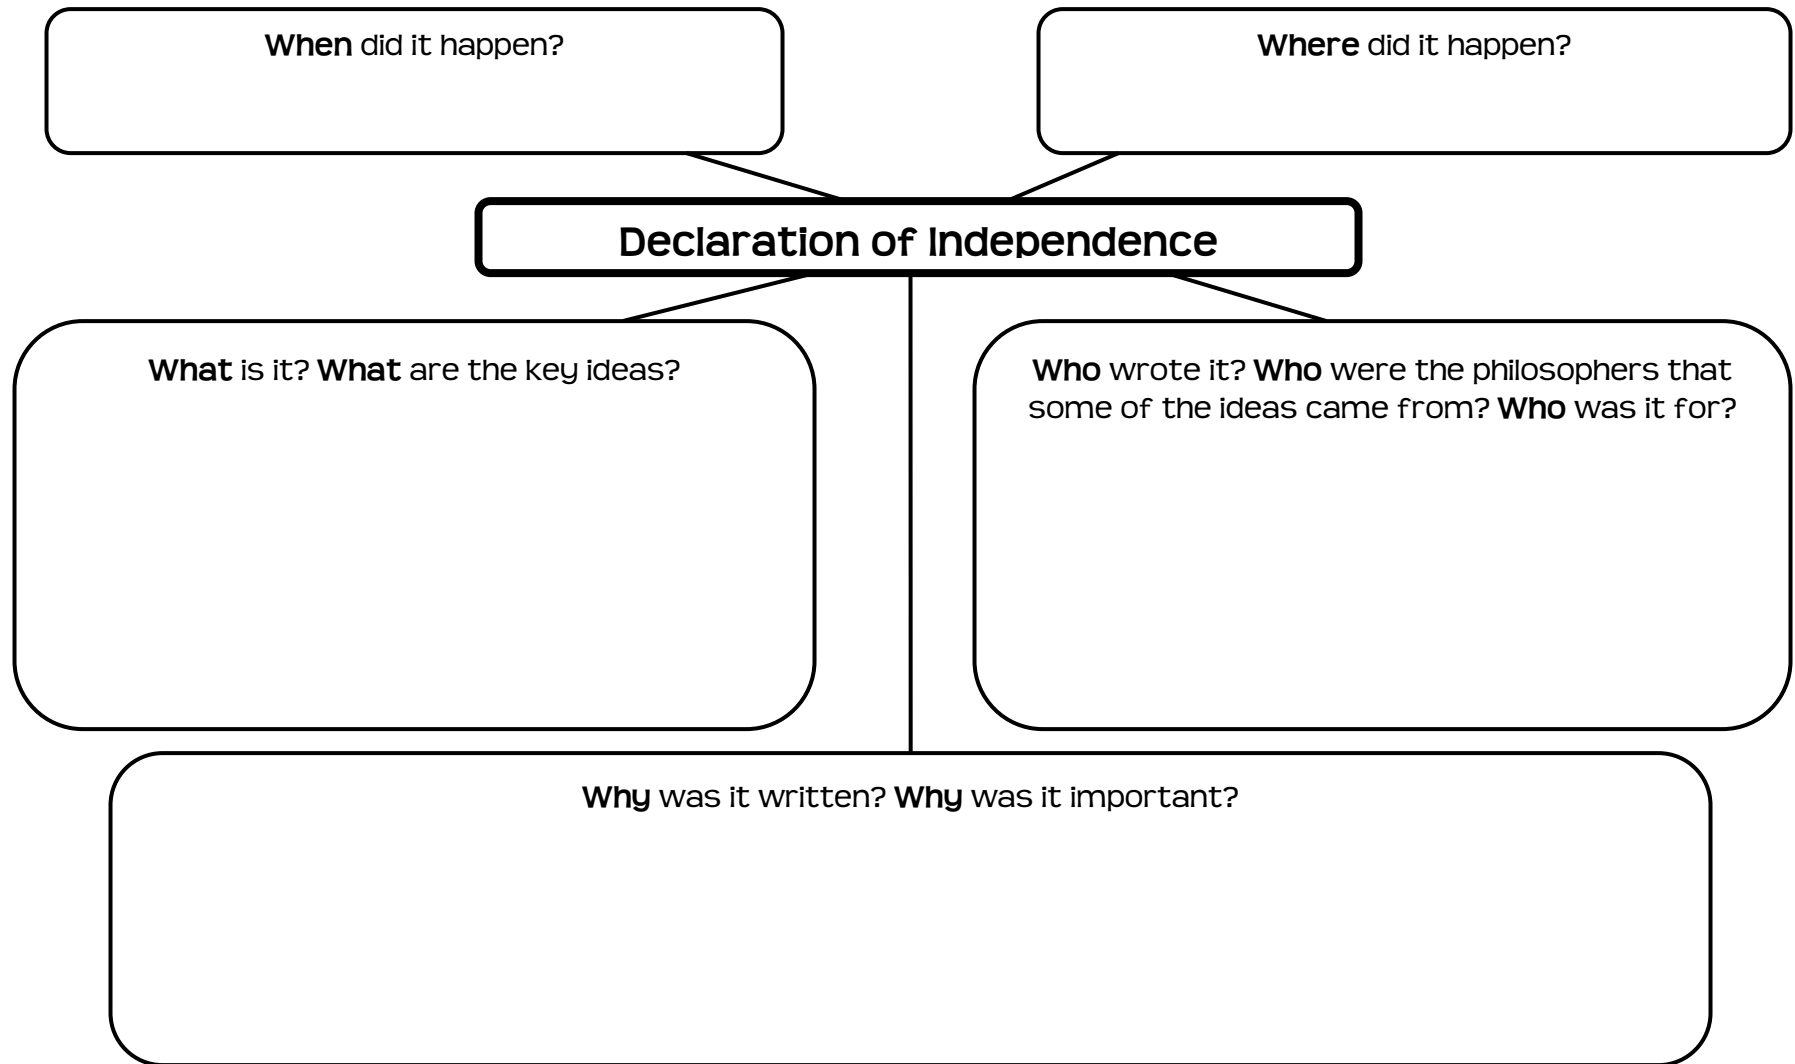 When did it happen?
Where did it happen?
Declaration of Independence
What is it? What are the key ideas?
Who wrote it? Who were the philosophers that
some of the ideas came from? Who was it for?
Why was it written? Why was it important?